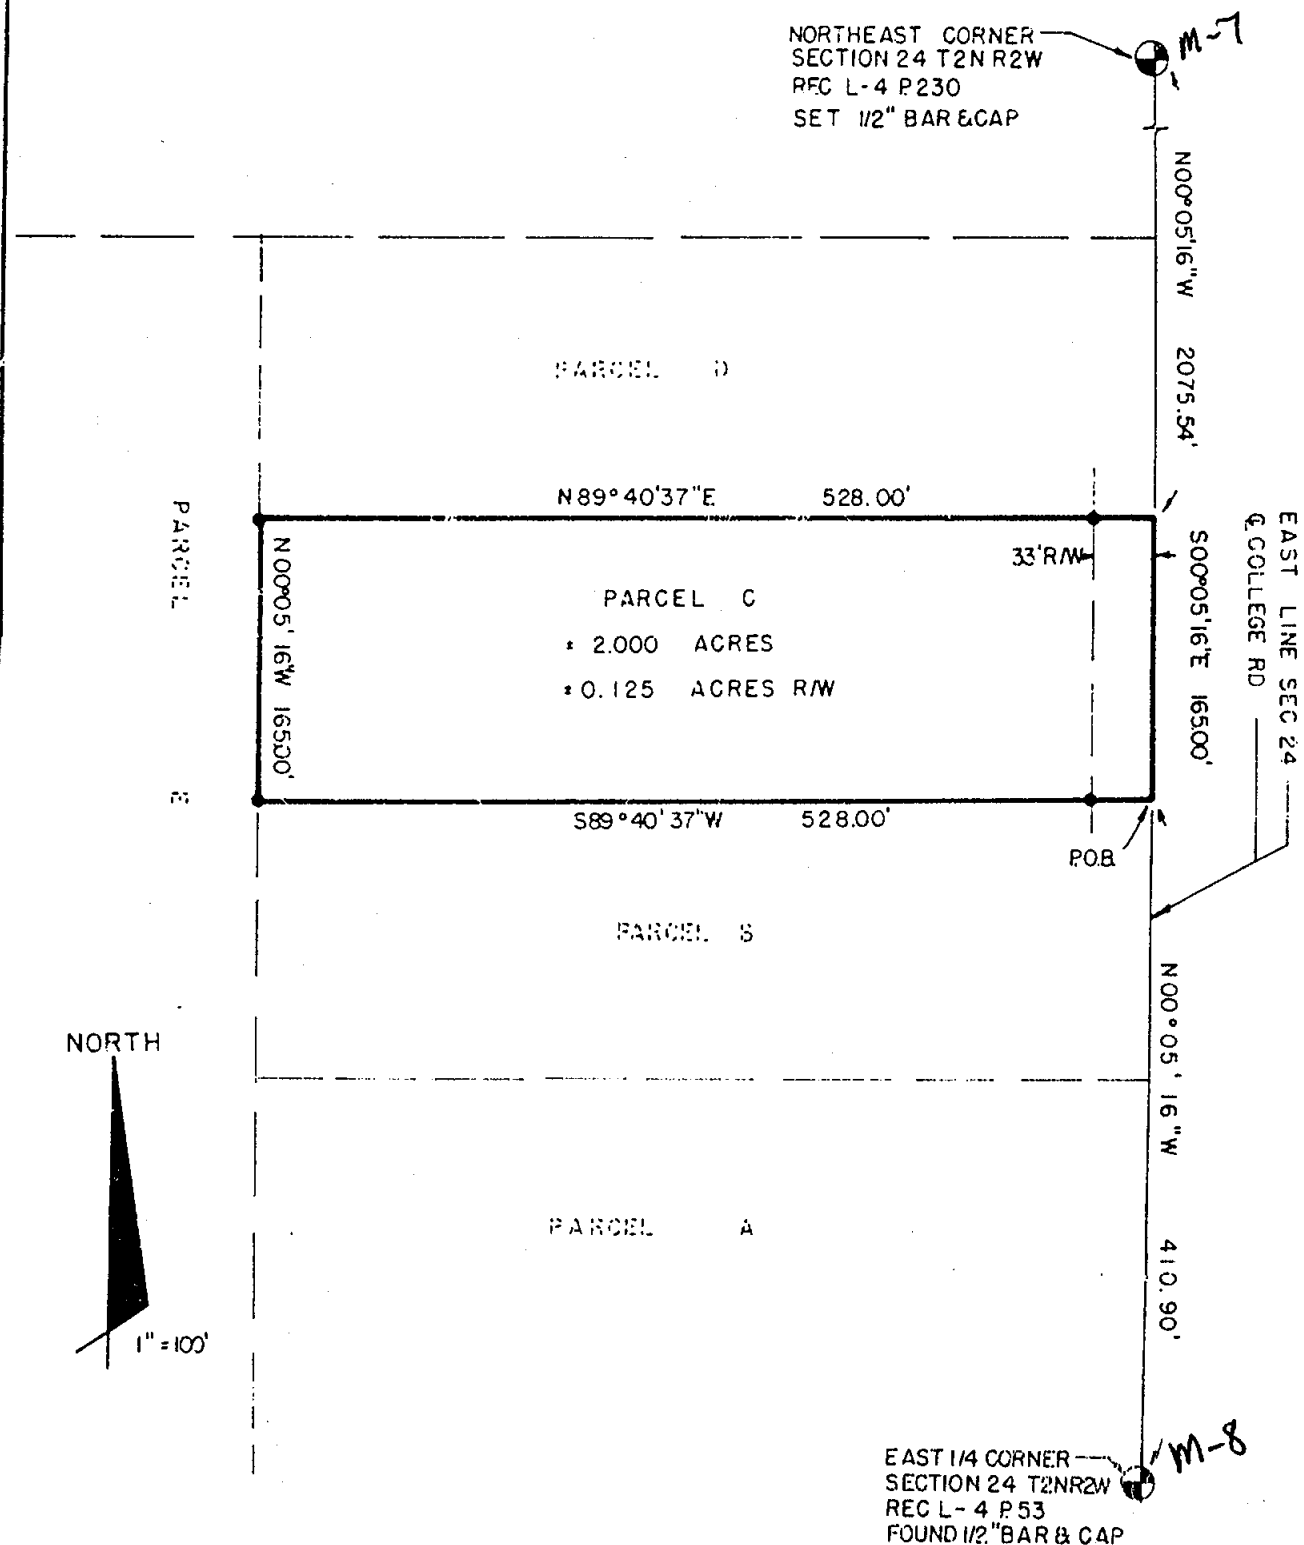 NORTHEAST CORNER
SECTION 24 T2N R2W
REC L-4 P.230
SET 1/2" BAR & CAP
M-7
N00°05'16"W 2075.54'
PARCEL D
N89°40'37"E 528.00'
33' R/W
S00°05'16"E 165.00'
EAST LINE SEC 24
℄ COLLEGE RD
PARCEL E
N00°05'16"W 165.00'
PARCEL C
± 2.000 ACRES
± 0.125 ACRES R/W
S89°40'37"W 528.00'
P.O.B.
PARCEL B
N00°05'16"W 410.90'
NORTH
1"=100'
PARCEL A
EAST 1/4 CORNER
SECTION 24 T2NR2W
REC L-4 P.53
FOUND 1/2" BAR & CAP
M-8